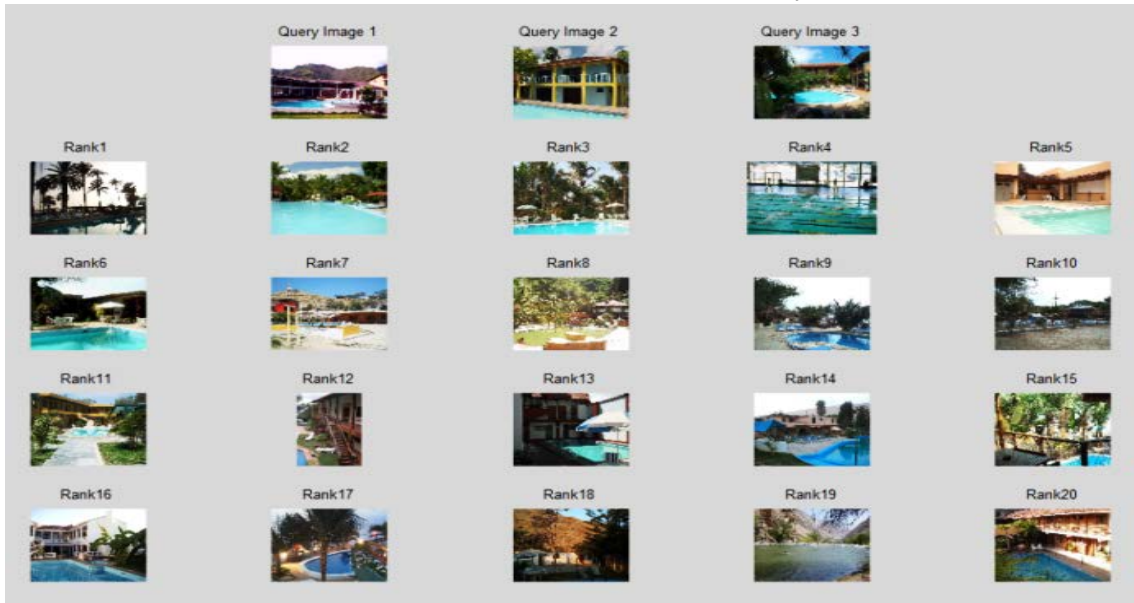 Query Image 1 Query Image 2 Query Image 3
Rank1 Rank2 Rank3 Rank4 Rank5
Rank6 Rank7 Rank8 Rank9 Rank10
Rank11 Rank12 Rank13 Rank14 Rank15
Rank16 Rank17 Rank18 Rank19 Rank20